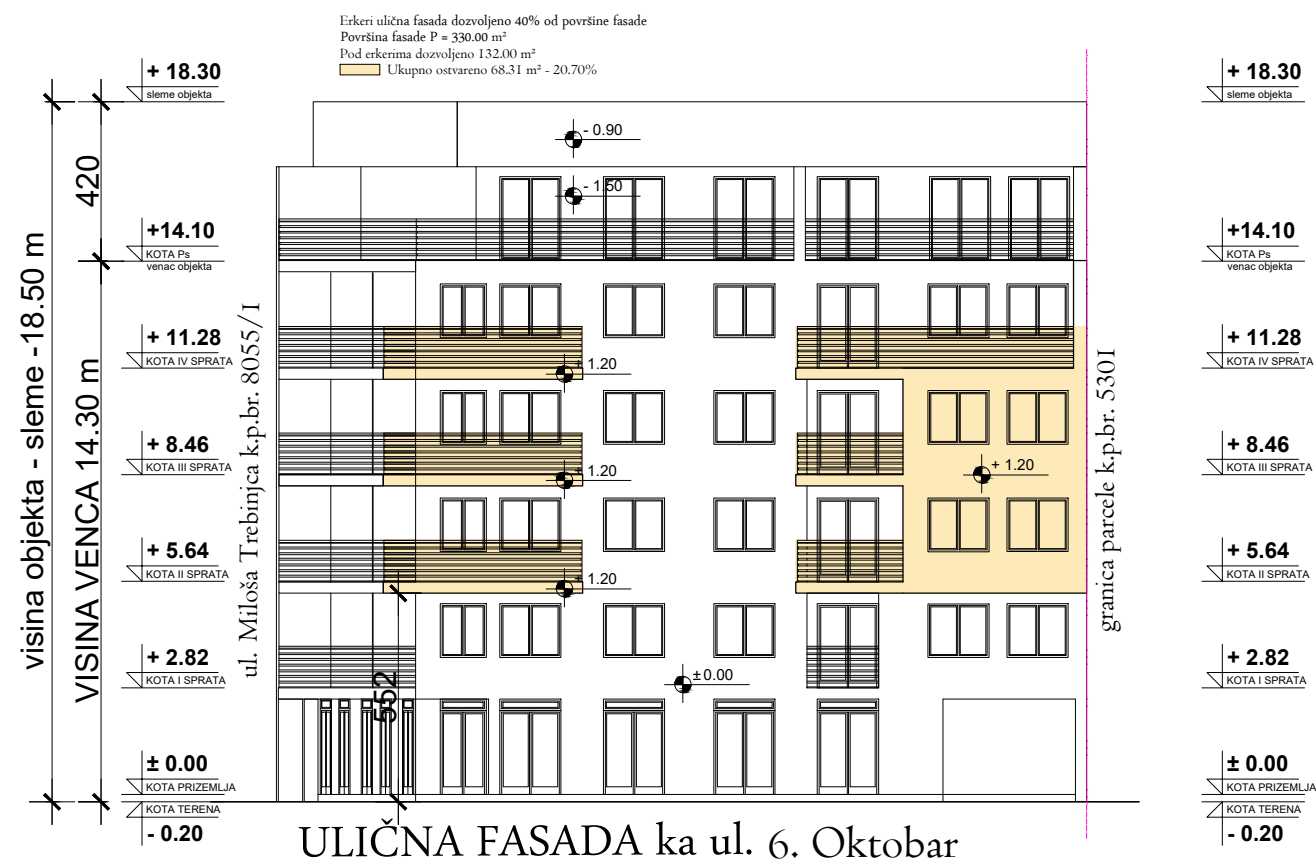 Erkeri ulična fasada dozvoljeno 40% od površine fasade
Površina fasade P = 330.00 m²
Pod erkerima dozvoljeno 132.00 m²
Ukupno ostvareno 68.31 m² - 20.70%
visina objekta - sleme -18.50 m
420
VISINA VENCA 14.30 m
+ 18.30
sleme objekta
+14.10
KOTA Ps
venac objekta
+ 11.28
KOTA IV SPRATA
+ 8.46
KOTA III SPRATA
+ 5.64
KOTA II SPRATA
+ 2.82
KOTA I SPRATA
± 0.00
KOTA PRIZEMLJA
KOTA TERENA
- 0.20
ul. Miloša Trebinjca k.p.br. 8055/1
- 0.90
- 1.50
+ 1.20
+ 1.20
+ 1.20
+ 1.20
± 0.00
552
granica parcele k.p.br. 5301
+ 18.30
sleme objekta
+14.10
KOTA Ps
venac objekta
+ 11.28
KOTA IV SPRATA
+ 8.46
KOTA III SPRATA
+ 5.64
KOTA II SPRATA
+ 2.82
KOTA I SPRATA
± 0.00
KOTA PRIZEMLJA
KOTA TERENA
- 0.20
ULIČNA FASADA ka ul. 6. Oktobar